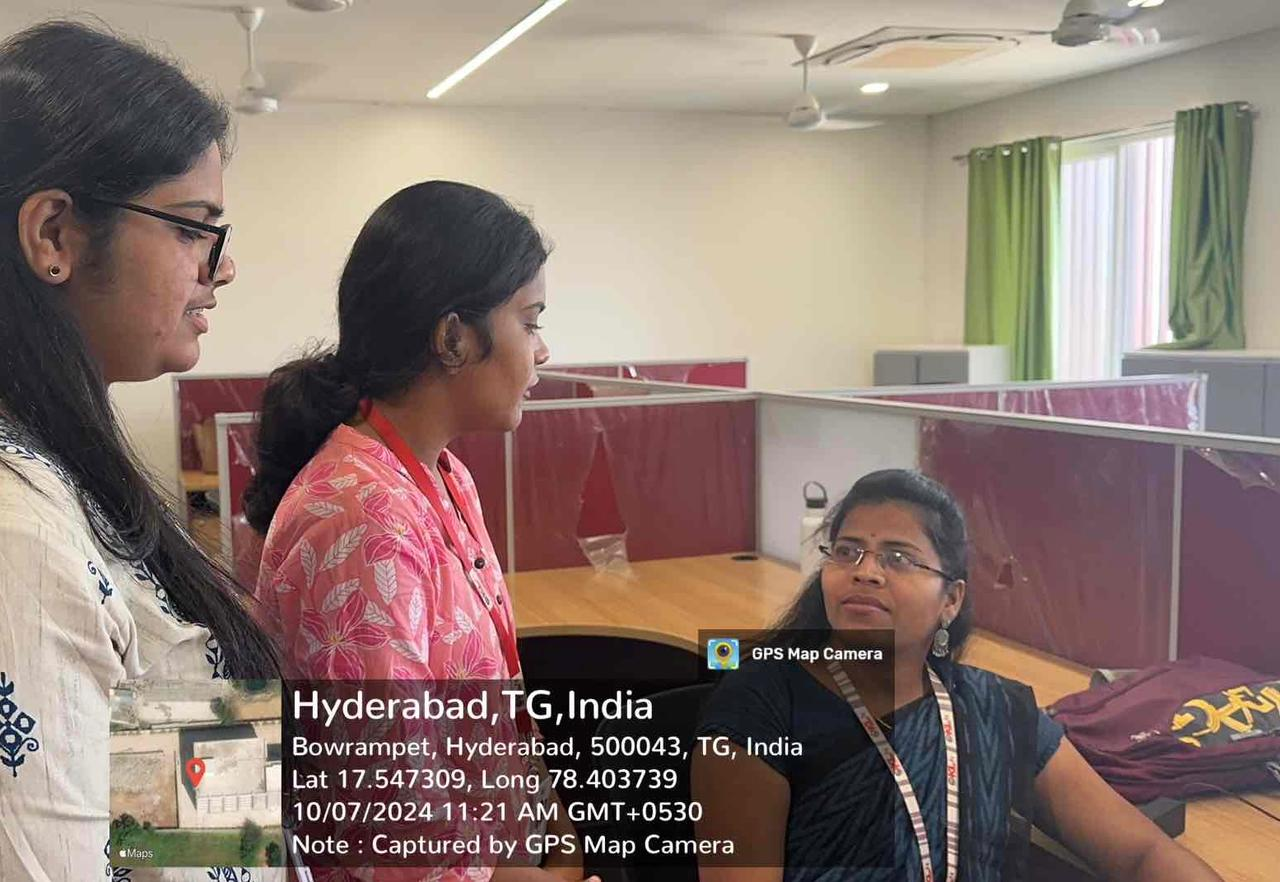 GPS Map Camera
Hyderabad,TG,India
Bowrampet, Hyderabad, 500043, TG, India
Lat 17.547309, Long 78.403739
10/07/2024 11:21 AM GMT+0530
Note : Captured by GPS Map Camera
Maps